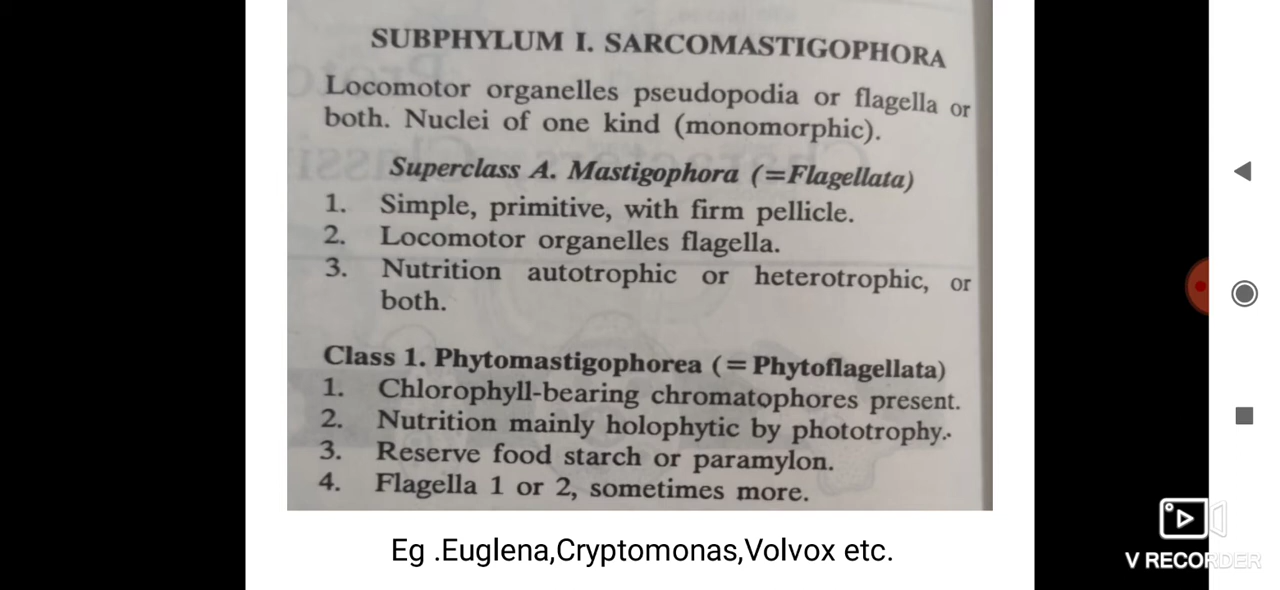 SUBPHYLUM I. SARCOMASTIGOPHORA
Locomotor organelles pseudopodia or flagella or
both. Nuclei of one kind (monomorphic).
Superclass A. Mastigophora (=Flagellata)
1. Simple, primitive, with firm pellicle.
2. Locomotor organelles flagella.
3. Nutrition autotrophic or heterotrophic, or
both.
Class 1. Phytomastigophorea (= Phytoflagellata)
1. Chlorophyll-bearing chromatophores present.
2. Nutrition mainly holophytic by phototrophy.
3. Reserve food starch or paramylon.
4. Flagella 1 or 2, sometimes more.
Eg .Euglena,Cryptomonas,Volvox etc.
V RECORDER